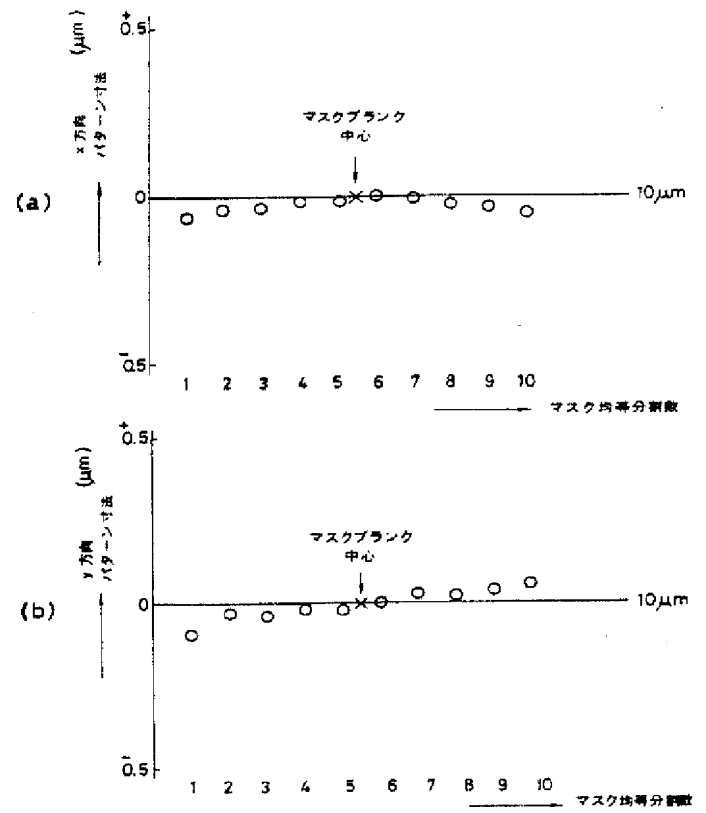 (a)
x方向
パターン寸法 (μm)
+0.5
0
-0.5
マスクブランク
中心
10μm
1 2 3 4 5 6 7 8 9 10
マスク均帯分割数
(b)
y方向
パターン寸法 (μm)
+0.5
0
-0.5
マスクブランク
中心
10μm
1 2 3 4 5 6 7 8 9 10
マスク均帯分割数